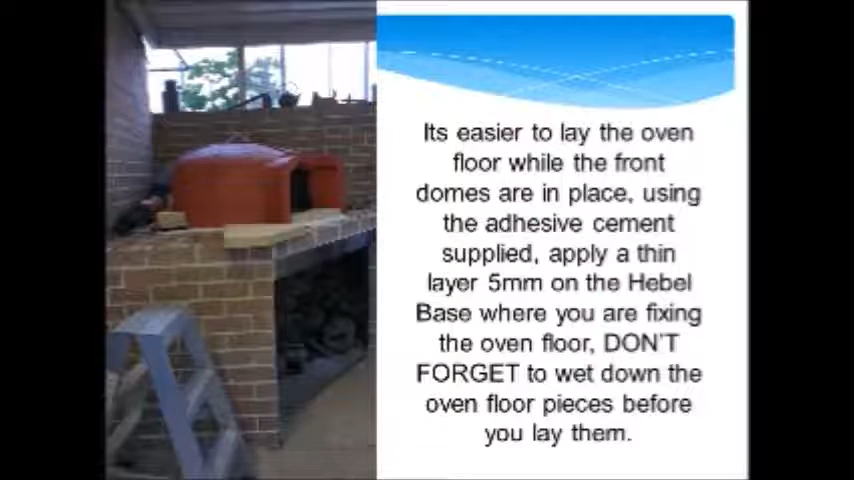 Its easier to lay the oven
floor while the front
domes are in place, using
the adhesive cement
supplied, apply a thin
layer 5mm on the Hebel
Base where you are fixing
the oven floor, DON'T
FORGET to wet down the
oven floor pieces before
you lay them.